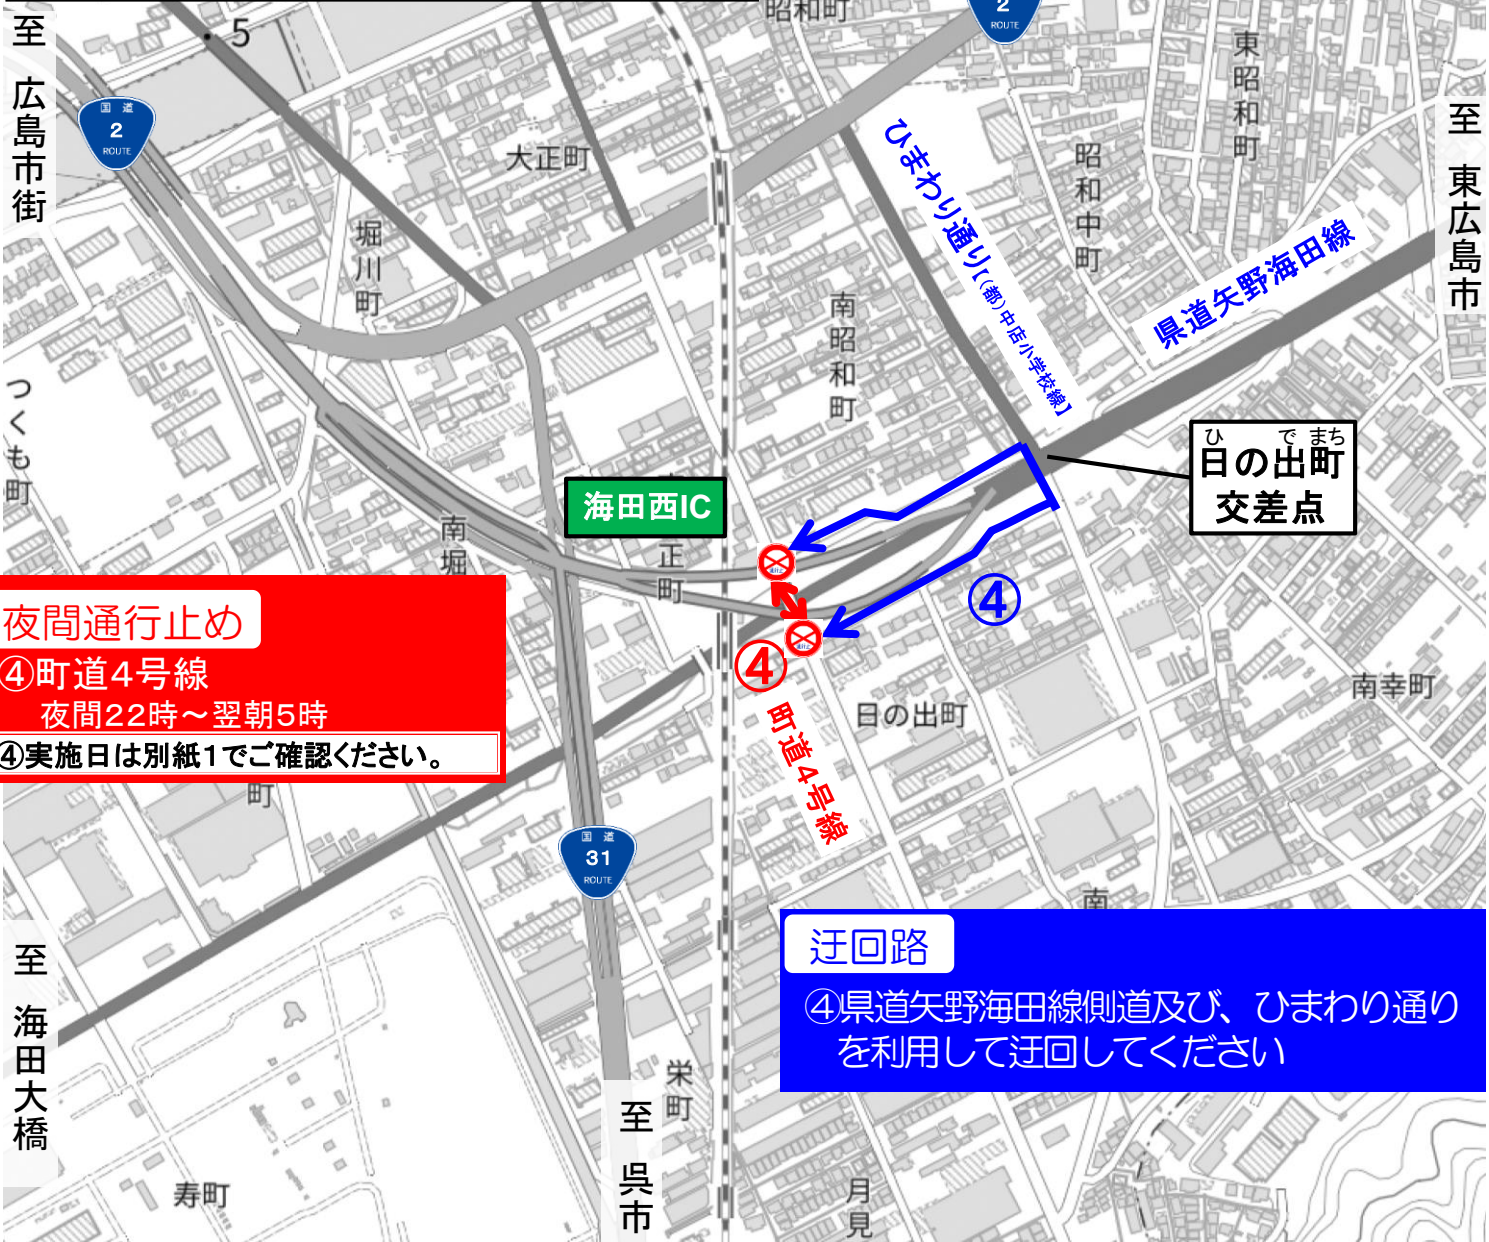 至 広島市街
5
国道
2
ROUTE
昭和町
2
ROUTE
東昭和町
至 東広島市
大正町
堀川町
昭和中町
ひまわり通り【(都)中店小学校線】
県道矢野海田線
南昭和町
つくも町
ひ で まち
日の出町
交差点
海田西IC
正町
南堀
④
夜間通行止め
④町道4号線
夜間22時～翌朝5時
④実施日は別紙1でご確認ください。
町
④
町道4号線
日の出町
南幸町
国道
31
ROUTE
南
迂回路
④県道矢野海田線側道及び、ひまわり通り
を利用して迂回してください
至 海田大橋
栄町
至 呉市
寿町
月見